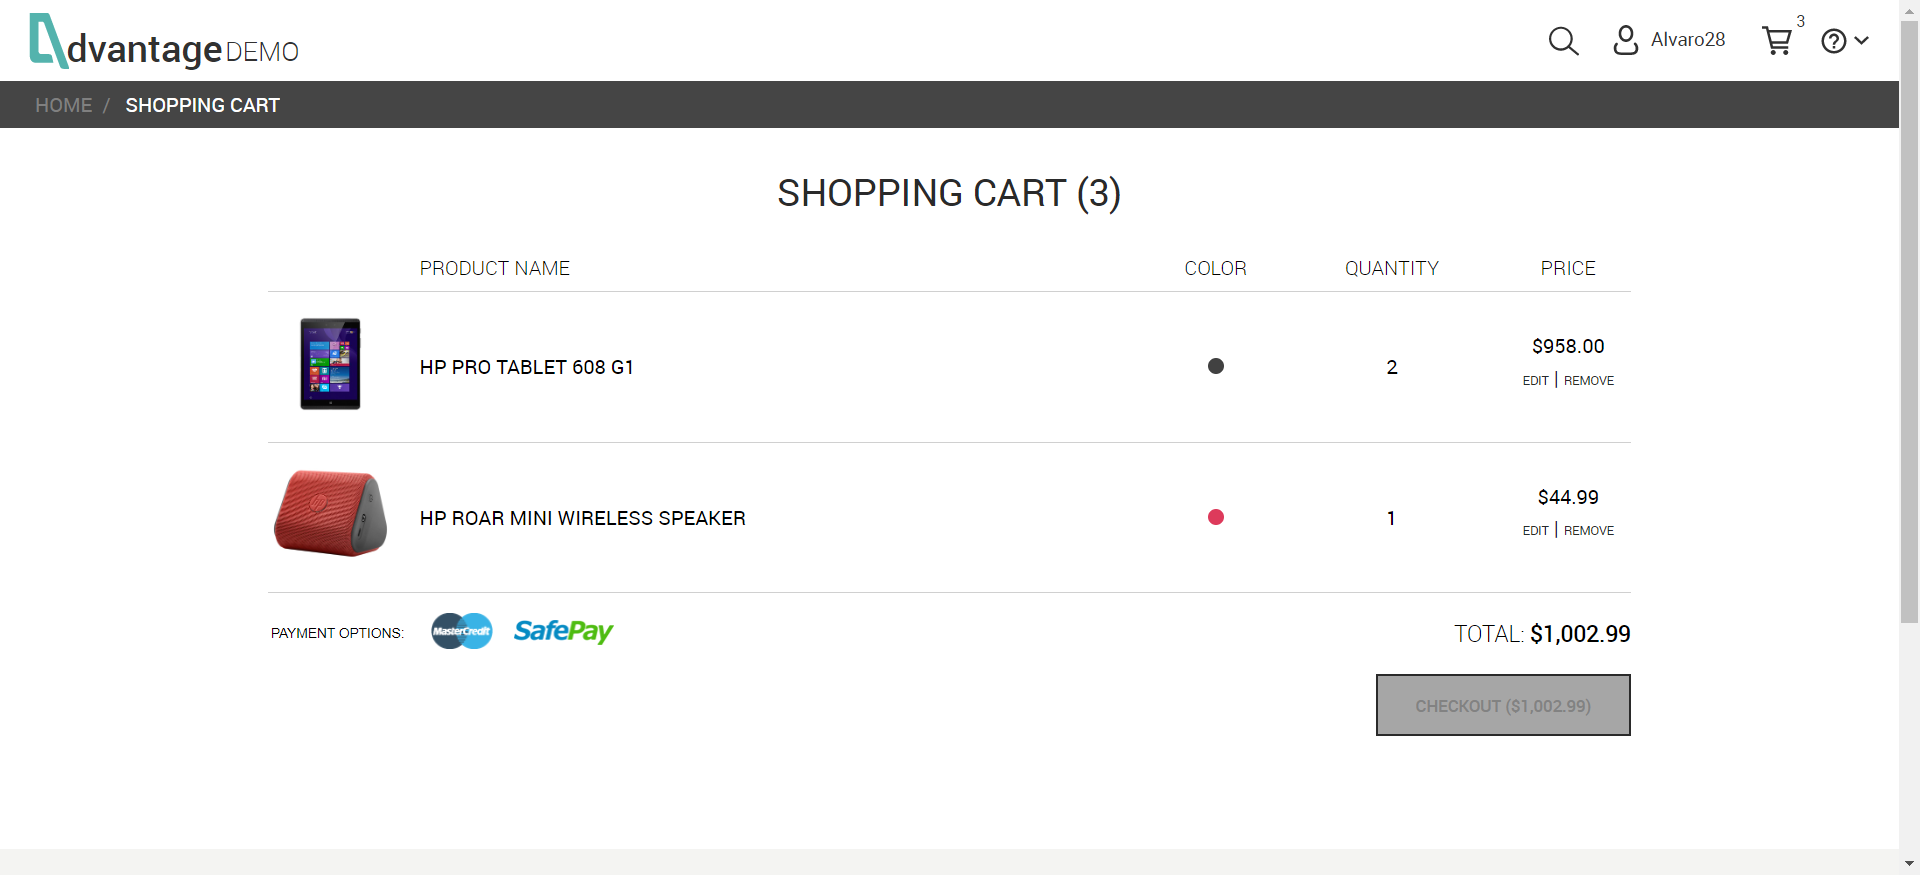 dvantage DEMO
Alvaro28
3
HOME / SHOPPING CART
SHOPPING CART (3)
PRODUCT NAME COLOR QUANTITY PRICE
HP PRO TABLET 608 G1 2 $958.00
EDIT | REMOVE
HP ROAR MINI WIRELESS SPEAKER 1 $44.99
EDIT | REMOVE
PAYMENT OPTIONS: MasterCredit SafePay TOTAL: $1,002.99
CHECKOUT ($1,002.99)